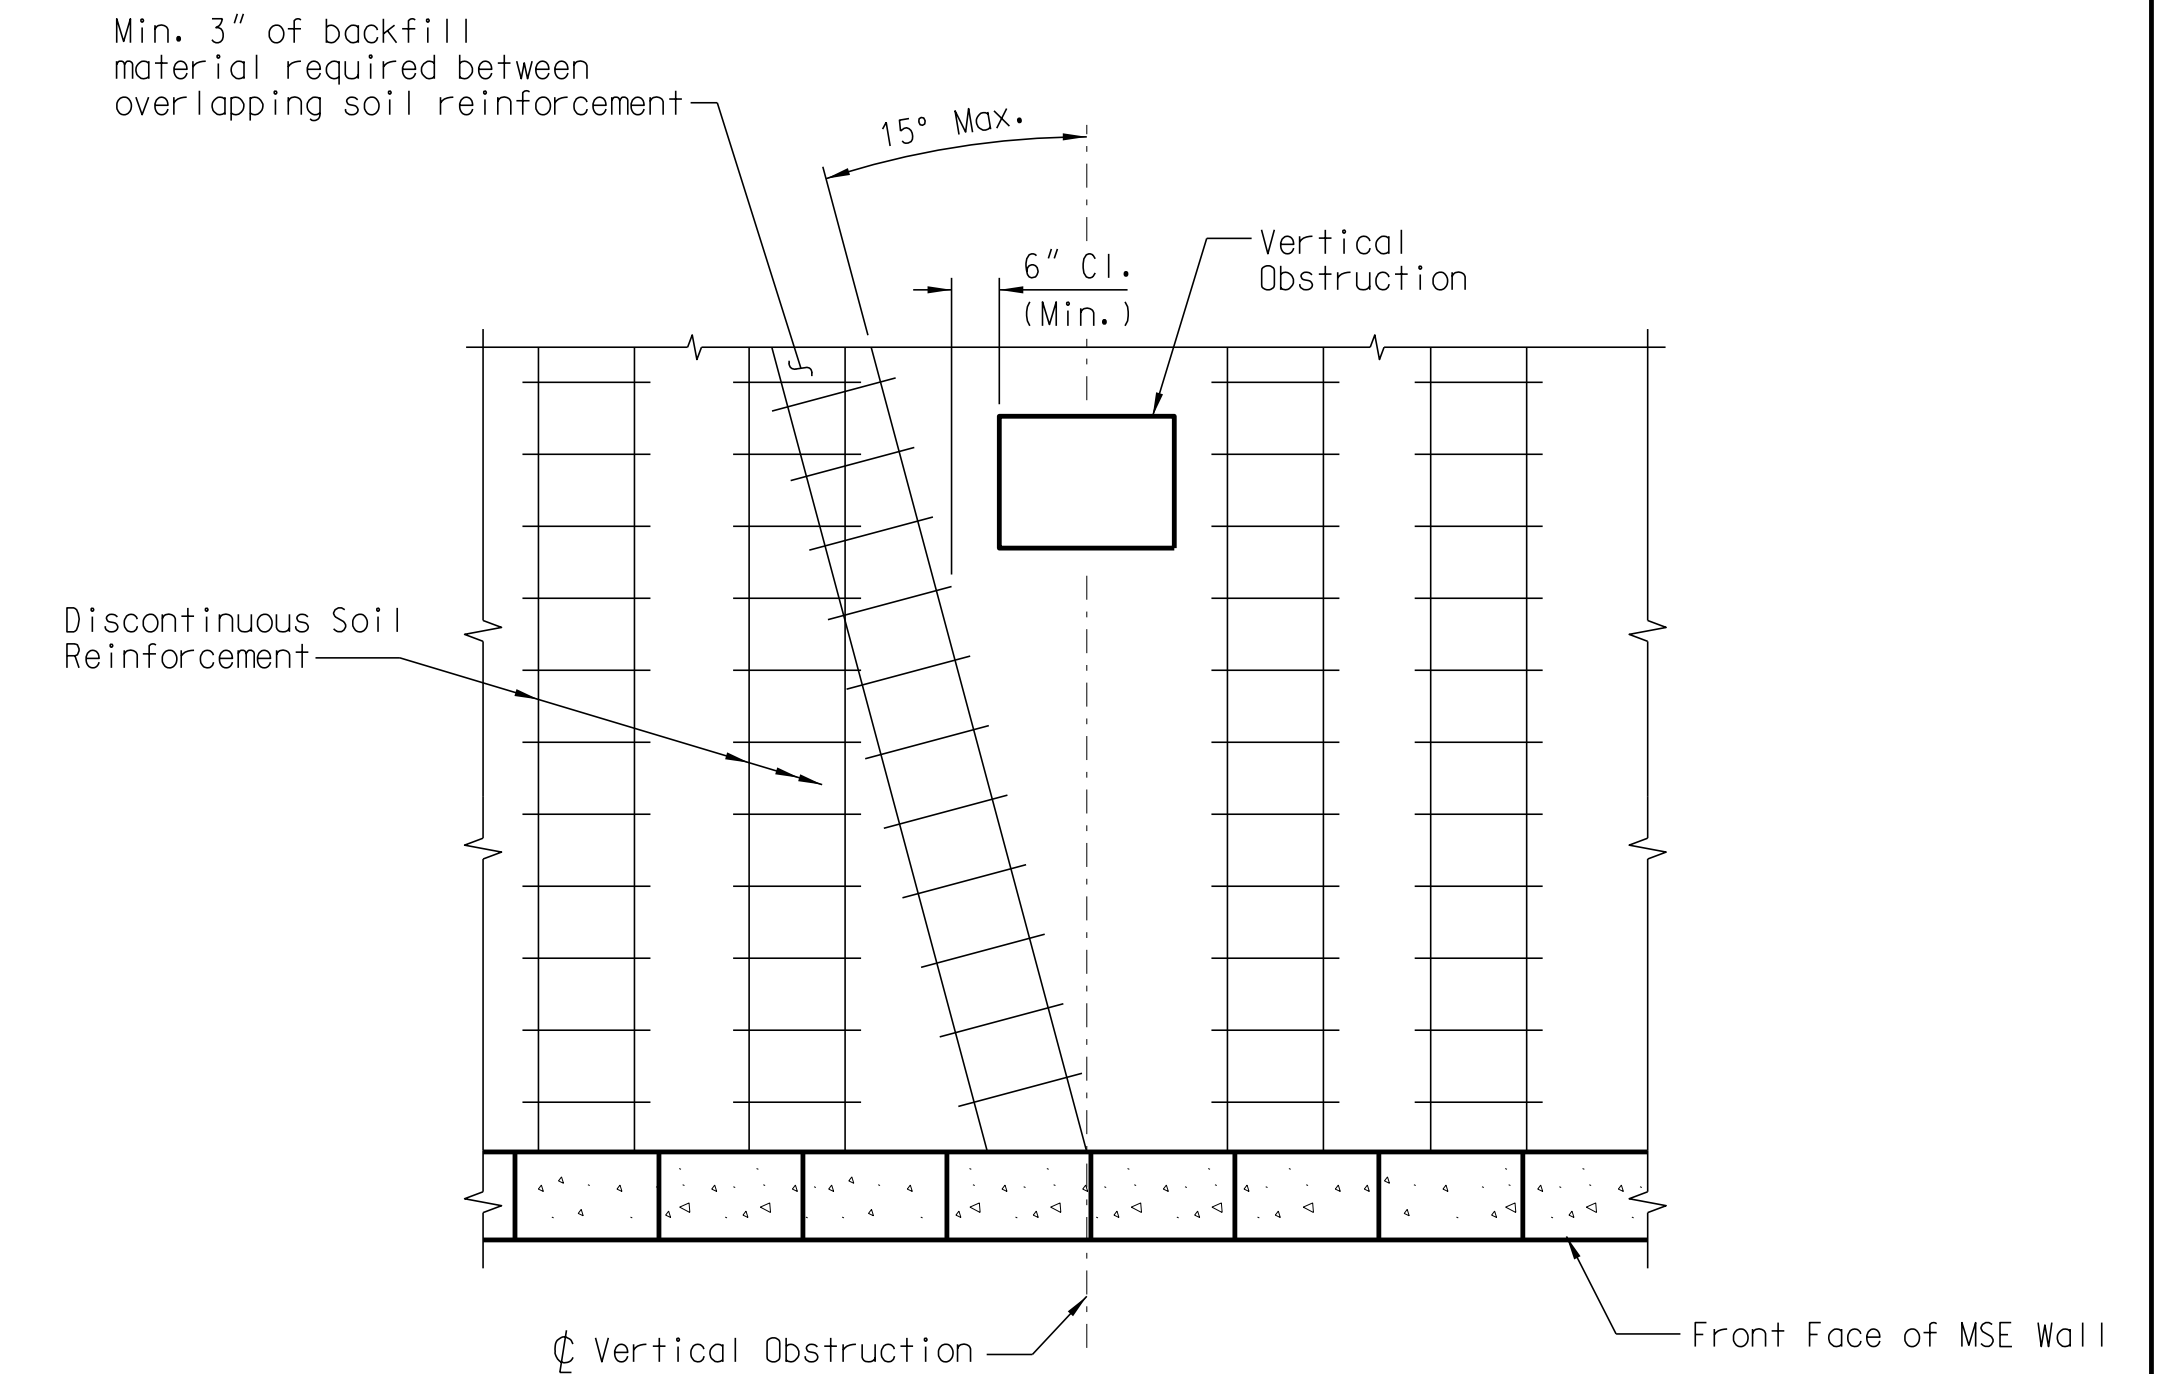 Min. 3" of backfill
material required between
overlapping soil reinforcement
15° Max.
6" Cl.
(Min.)
Vertical
Obstruction
Discontinuous Soil
Reinforcement
℄ Vertical Obstruction
Front Face of MSE Wall